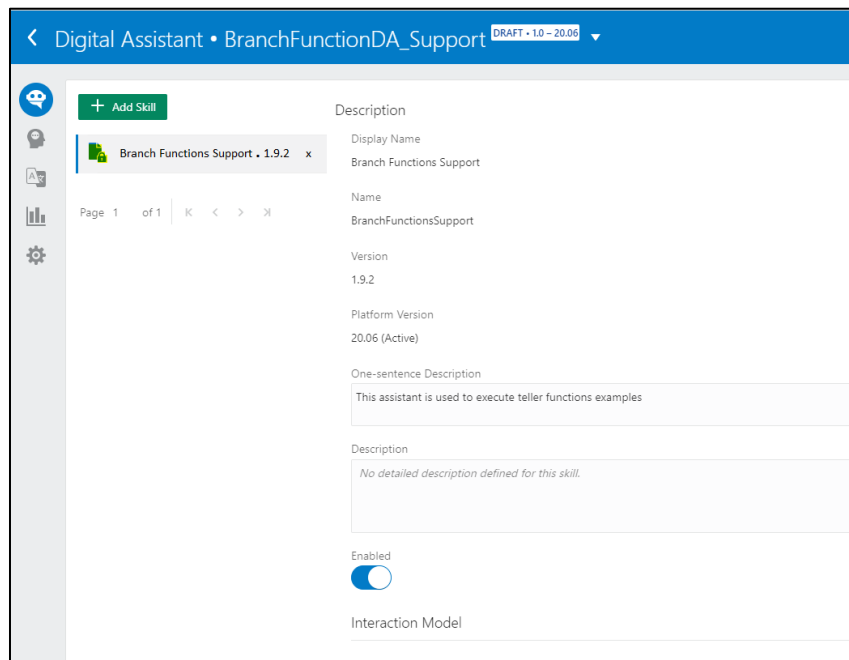 Digital Assistant • BranchFunctionDA_Support DRAFT • 1.0 – 20.06
+ Add Skill
Branch Functions Support . 1.9.2 x
Page 1 of 1
Description
Display Name
Branch Functions Support
Name
BranchFunctionsSupport
Version
1.9.2
Platform Version
20.06 (Active)
One-sentence Description
This assistant is used to execute teller functions examples
Description
No detailed description defined for this skill.
Enabled
Interaction Model